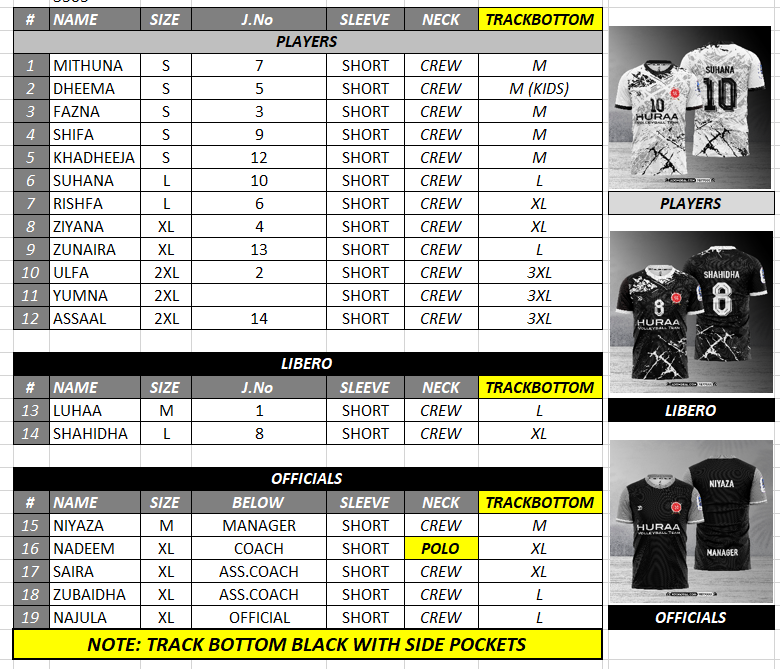 # NAME SIZE J.No SLEEVE NECK TRACKBOTTOM
PLAYERS
1 MITHUNA S 7 SHORT CREW M
2 DHEEMA S 5 SHORT CREW M (KIDS)
3 FAZNA S 3 SHORT CREW M
4 SHIFA S 9 SHORT CREW M
5 KHADHEEJA S 12 SHORT CREW M
6 SUHANA L 10 SHORT CREW L
7 RISHFA L 6 SHORT CREW XL
8 ZIYANA XL 4 SHORT CREW XL
9 ZUNAIRA XL 13 SHORT CREW L
10 ULFA 2XL 2 SHORT CREW 3XL
11 YUMNA 2XL SHORT CREW 3XL
12 ASSAAL 2XL 14 SHORT CREW 3XL
LIBERO
# NAME SIZE J.No SLEEVE NECK TRACKBOTTOM
13 LUHAA M 1 SHORT CREW L
14 SHAHIDHA L 8 SHORT CREW XL
OFFICIALS
# NAME SIZE BELOW SLEEVE NECK TRACKBOTTOM
15 NIYAZA M MANAGER SHORT CREW M
16 NADEEM XL COACH SHORT POLO XL
17 SAIRA XL ASS.COACH SHORT CREW XL
18 ZUBAIDHA XL ASS.COACH SHORT CREW L
19 NAJULA XL OFFICIAL SHORT CREW L
NOTE: TRACK BOTTOM BLACK WITH SIDE POCKETS
SUHANA
10
10
HURAA
VOLLEYBALL TEAM
PLAYERS
SHAHIDHA
8
8
HURAA
VOLLEYBALL TEAM
LIBERO
NIYAZA
HURAA
VOLLEYBALL TEAM
MANAGER
OFFICIALS